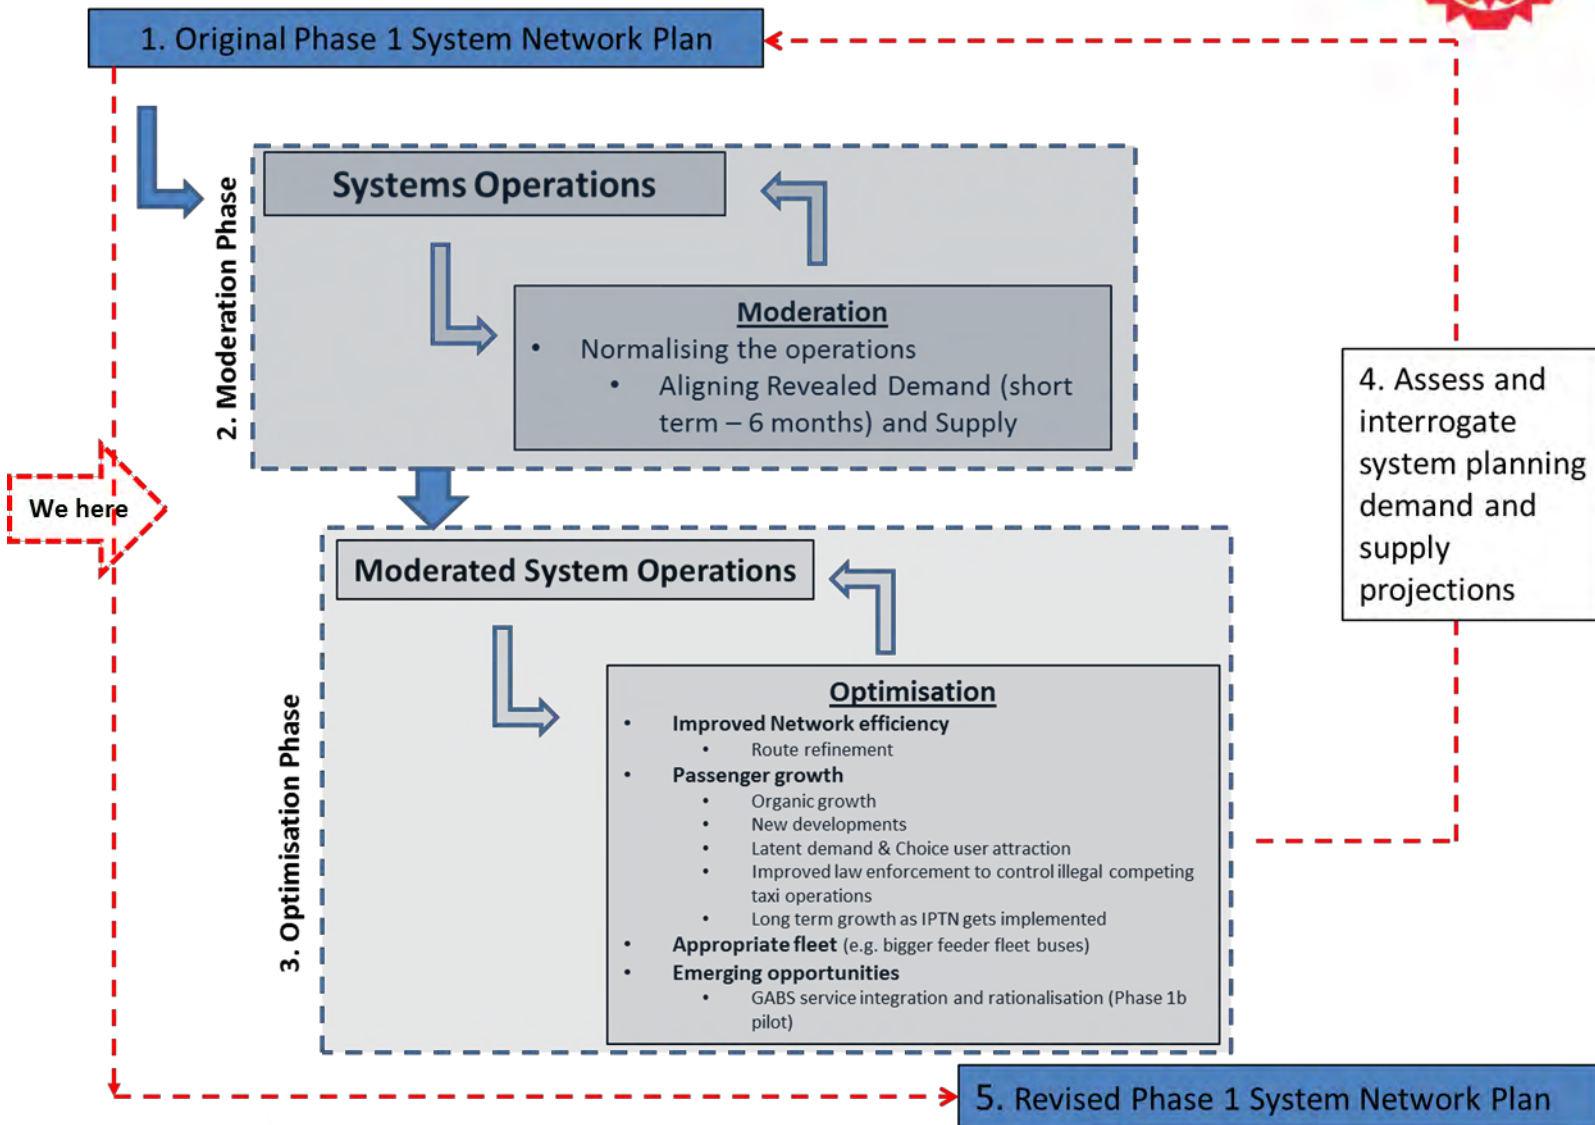 1. Original Phase 1 System Network Plan
2. Moderation Phase
Systems Operations
Moderation
• Normalising the operations
• Aligning Revealed Demand (short
term – 6 months) and Supply
We here
3. Optimisation Phase
Moderated System Operations
Optimisation
• Improved Network efficiency
• Route refinement
• Passenger growth
• Organic growth
• New developments
• Latent demand & Choice user attraction
• Improved law enforcement to control illegal competing
taxi operations
• Long term growth as IPTN gets implemented
• Appropriate fleet (e.g. bigger feeder fleet buses)
• Emerging opportunities
• GABS service integration and rationalisation (Phase 1b
pilot)
4. Assess and
interrogate
system planning
demand and
supply
projections
5. Revised Phase 1 System Network Plan